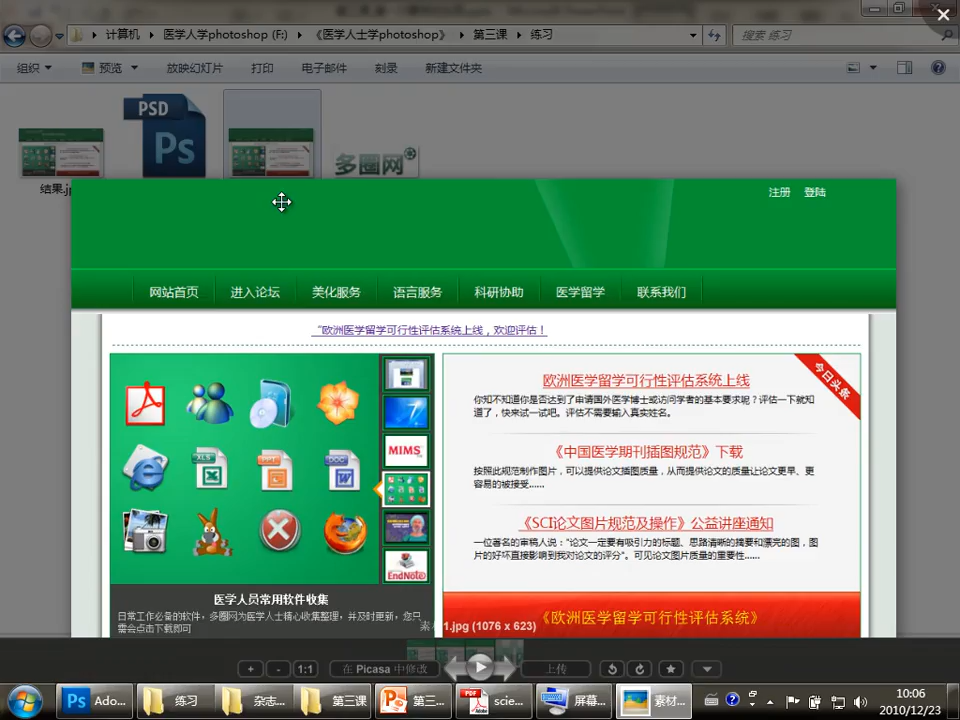 计算机
医学人学photoshop (F:)
《医学人士学photoshop》
第三课
练习
搜索 练习
组织
预览
放映幻灯片
打印
电子邮件
刻录
新建文件夹
PSD
Ps
多圈网
结果.j
注册
登陆
网站首页
进入论坛
美化服务
语言服务
科研协助
医学留学
联系我们
“欧洲医学留学可行性评估系统上线，欢迎评估！
MIMS
EndNote
今日头条
欧洲医学留学可行性评估系统上线
你知不知道你是否达到了申请国外医学博士或访问学者的基本要求呢？评估一下就知
道了，快来试一试吧。评估不需要输入真实姓名。
《中国医学期刊插图规范》下载
按照此规范制作图片，可以提供论文插图质量，从而提供论文的质量让论文更早、更
容易的被接受......
《SCI论文图片规范及操作》公益讲座通知
一位著名的审稿人说：“论文一定要有吸引力的标题、思路清晰的摘要和漂亮的图，图
片的好坏直接影响到我对论文的评分”。可见论文图片质量的重要性......
医学人员常用软件收集
日常工作必备的软件，多圈网为医学人士精心收集整理，并及时更新，您只
需会点击下载即可
素材1.jpg (1076 x 623)
《欧洲医学留学可行性评估系统》
1:1
在 Picasa 中修改
上传
Ps
Ado...
练习
杂志...
第三课
第三...
scie...
屏幕...
素材...
10:06
2010/12/23